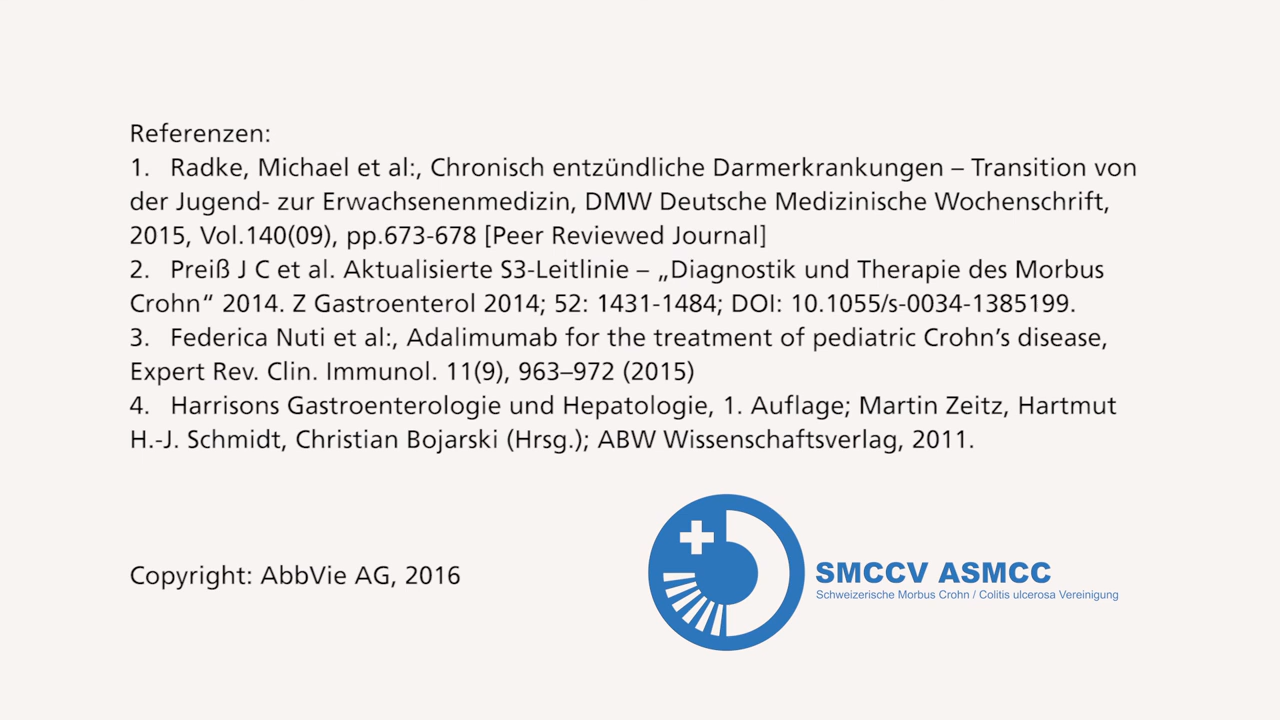 Referenzen:
1. Radke, Michael et al:, Chronisch entzündliche Darmerkrankungen – Transition von
der Jugend- zur Erwachsenenmedizin, DMW Deutsche Medizinische Wochenschrift,
2015, Vol.140(09), pp.673-678 [Peer Reviewed Journal]
2. Preiß J C et al. Aktualisierte S3-Leitlinie – „Diagnostik und Therapie des Morbus
Crohn“ 2014. Z Gastroenterol 2014; 52: 1431-1484; DOI: 10.1055/s-0034-1385199.
3. Federica Nuti et al:, Adalimumab for the treatment of pediatric Crohn’s disease,
Expert Rev. Clin. Immunol. 11(9), 963–972 (2015)
4. Harrisons Gastroenterologie und Hepatologie, 1. Auflage; Martin Zeitz, Hartmut
H.-J. Schmidt, Christian Bojarski (Hrsg.); ABW Wissenschaftsverlag, 2011.
Copyright: AbbVie AG, 2016
SMCCV ASMCC
Schweizerische Morbus Crohn / Colitis ulcerosa Vereinigung